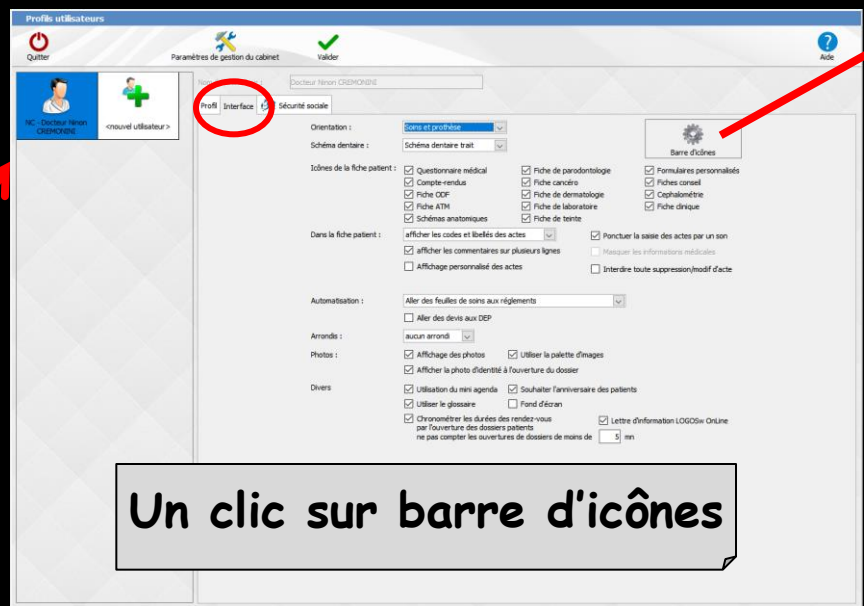 Profils utilisateurs
Quitter
Paramètres de gestion du cabinet
Valider
Aide
NC - Docteur Ninon CREMONINI
<nouvel utilisateur>
Docteur Ninon CREMONINI
Profil Interface Sécurité sociale
Orientation : Soins et prothèse
Schéma dentaire : Schéma dentaire trait
Barre d'icônes
Icônes de la fiche patient : Questionnaire médical Fiche de parodontologie Formulaires personnalisés
Compte-rendus Fiche cancéro Fiches conseil
Fiche ODF Fiche de dermatologie Cephalométrie
Fiche ATM Fiche de laboratoire Fiche clinique
Schémas anatomiques Fiche de teinte
Dans la fiche patient : afficher les codes et libellés des actes Ponctuer la saisie des actes par un son
afficher les commentaires sur plusieurs lignes Masquer les informations médicales
Affichage personnalisé des actes Interdire toute suppression/modif d'acte
Automatisation : Aller des feuilles de soins aux réglements
Aller des devis aux DEP
Arrondis : aucun arrondi
Photos : Affichage des photos Utiliser la palette d'images
Afficher la photo d'identité à l'ouverture du dossier
Divers Utilisation du mini agenda Souhaiter l'anniversaire des patients
Utiliser le glossaire Fond d'écran
Chronométrer les durées des rendez-vous Lettre d'information LOGOSw OnLine
par l'ouverture des dossiers patients
ne pas compter les ouvertures de dossiers de moins de 5 mn
Un clic sur barre d'icônes